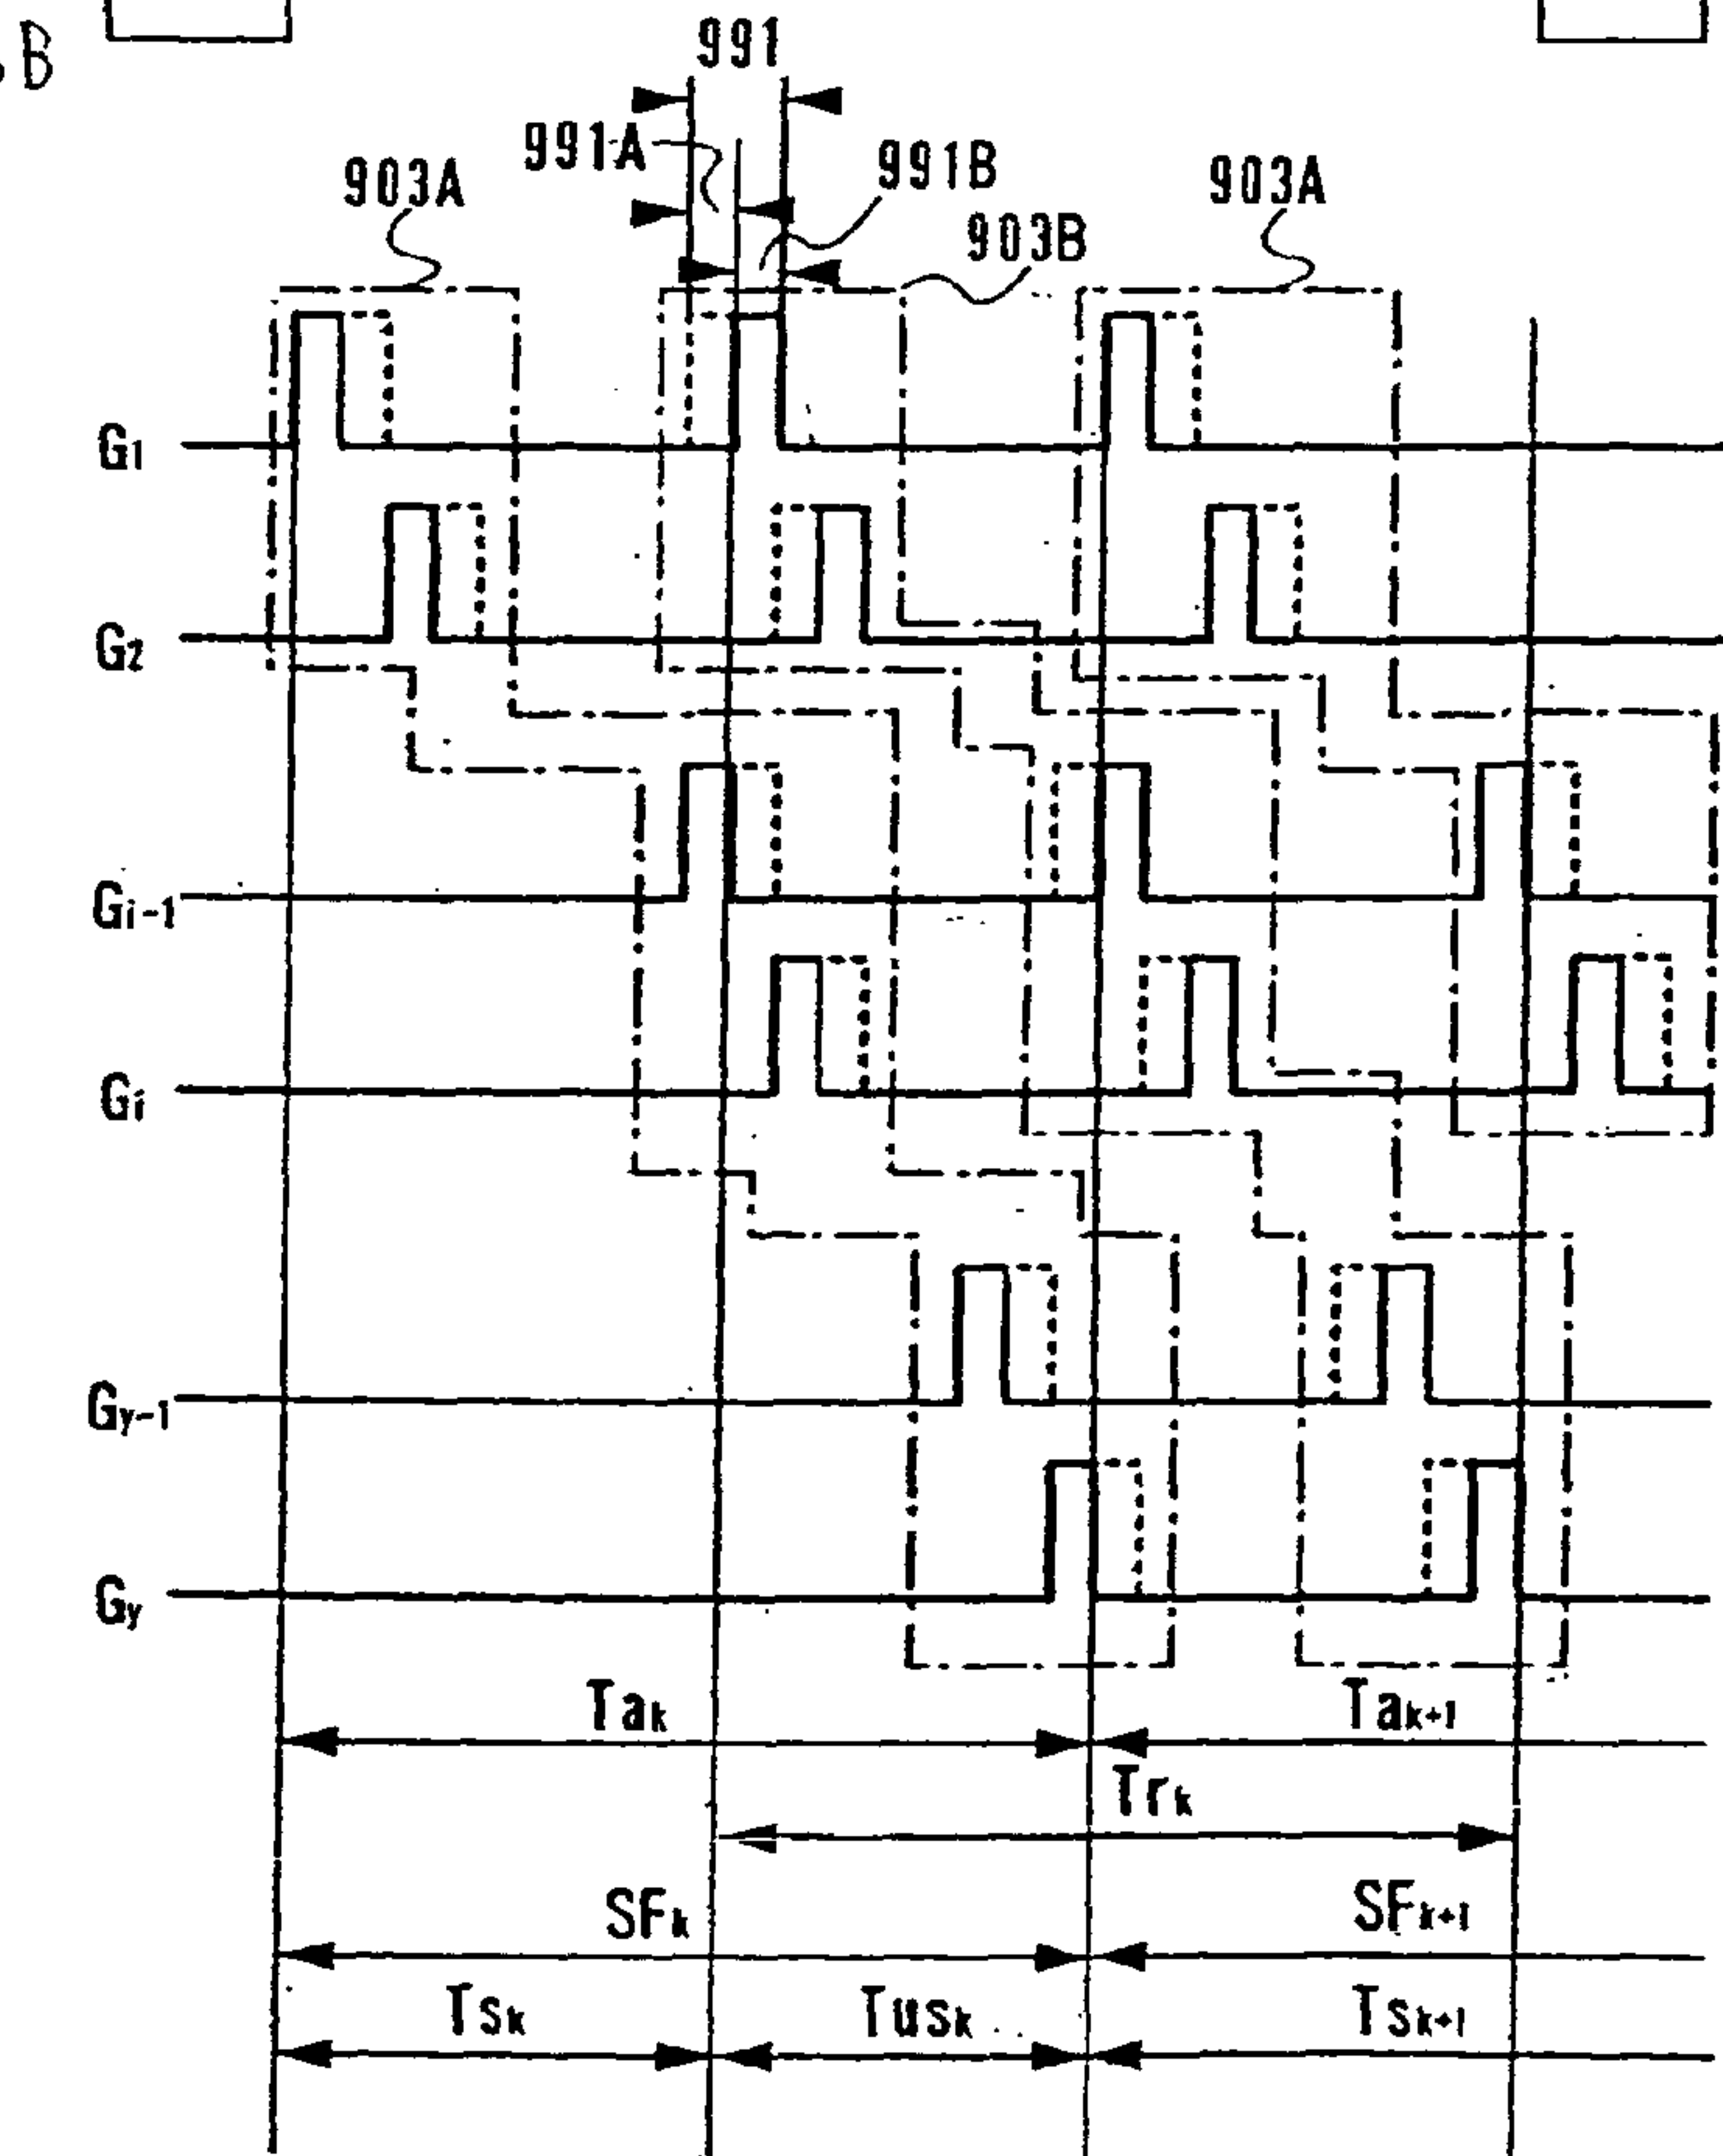 B
991
991A
991B
903A
903B
903A
G1
G2
Gi-1
Gi
Gy-1
Gy
Tak
Tak+1
Trk
SFk
SFk+1
Tsk
Tusk
Tsk+1